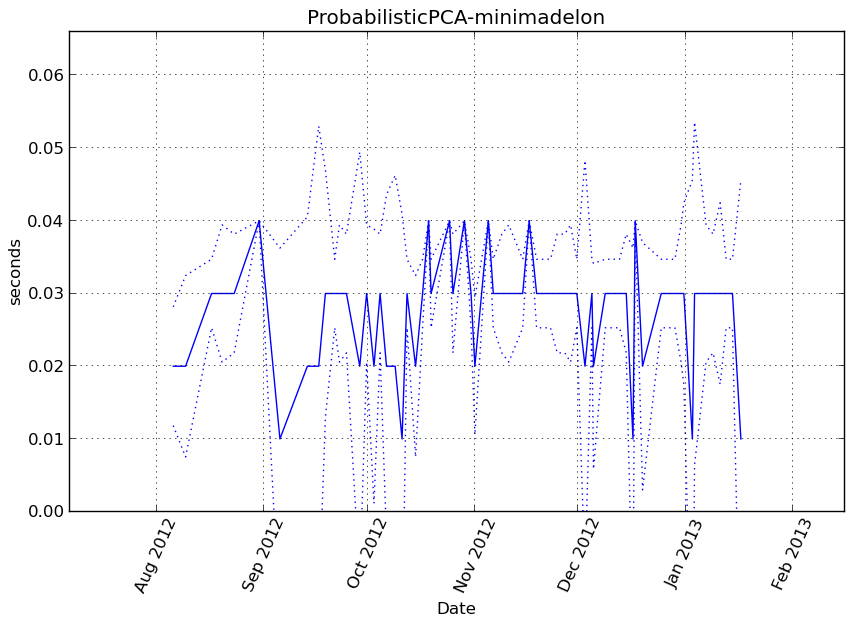 ProbabilisticPCA-minimadelon
0.06
0.05
0.04
0.03
0.02
0.01
0.00
seconds
Aug 2012
Sep 2012
Oct 2012
Nov 2012
Dec 2012
Jan 2013
Feb 2013
Date